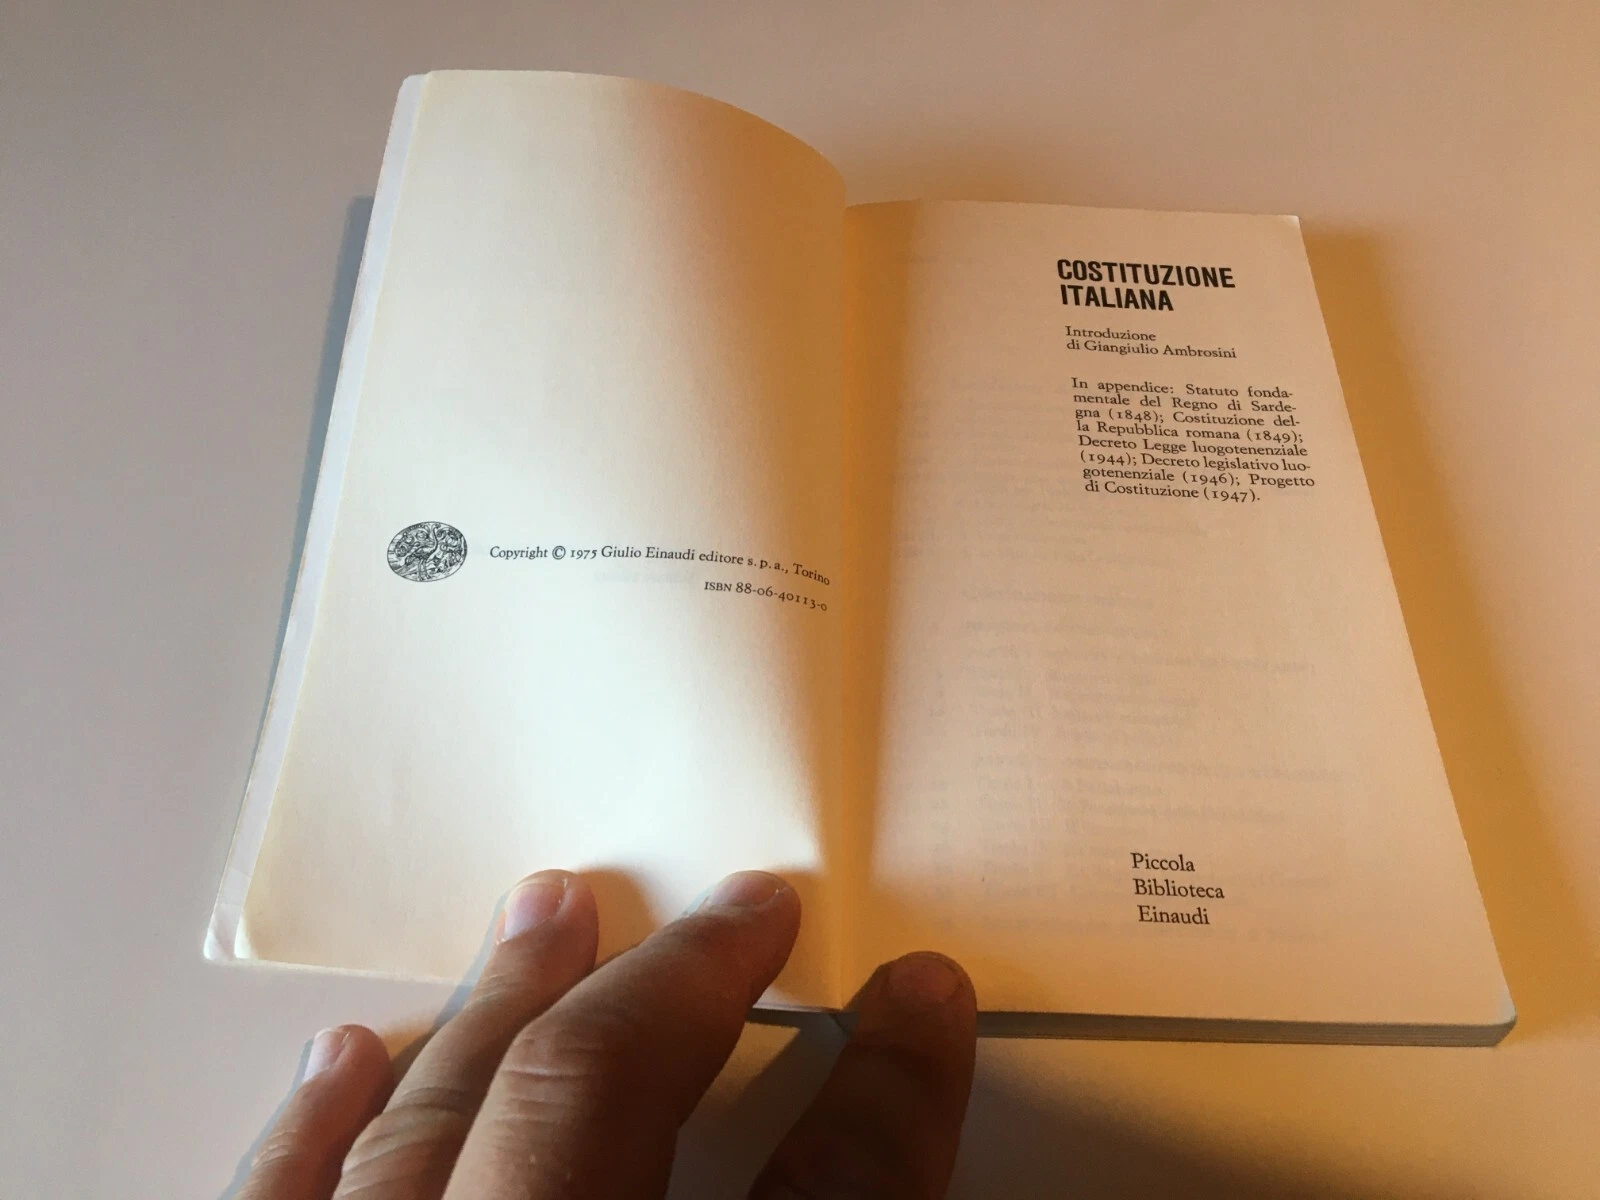 Copyright © 1975 Giulio Einaudi editore s. p. a., Torino
ISBN 88-06-40113-0
COSTITUZIONE
ITALIANA
Introduzione
di Giangiulio Ambrosini
In appendice: Statuto fonda-
mentale del Regno di Sarde-
gna (1848); Costituzione del-
la Repubblica romana (1849);
Decreto Legge luogotenenziale
(1944); Decreto legislativo luo-
gotenenziale (1946); Progetto
di Costituzione (1947).
Piccola
Biblioteca
Einaudi